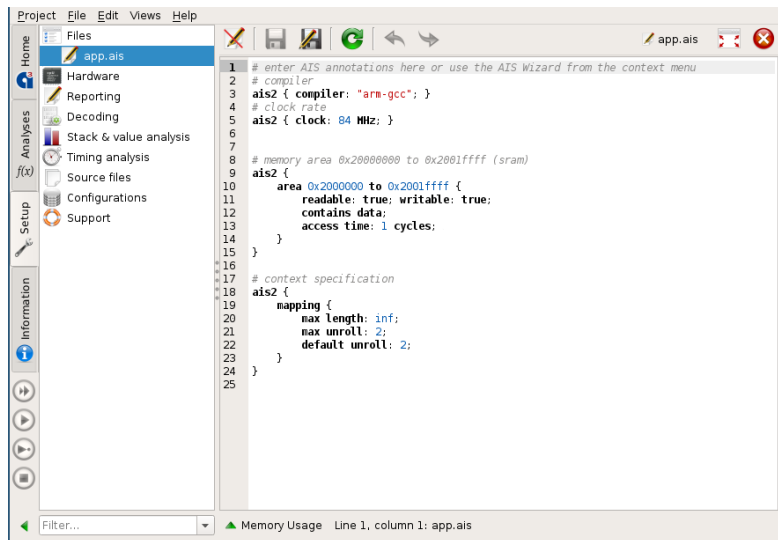 Project File Edit Views Help
Home
Analyses
f(x)
Setup
Information
Files
app.ais
Hardware
Reporting
Decoding
Stack & value analysis
Timing analysis
Source files
Configurations
Support
Filter...
app.ais
1 # enter AIS annotations here or use the AIS Wizard from the context menu
2 # compiler
3 ais2 { compiler: "arm-gcc"; }
4 # clock rate
5 ais2 { clock: 84 MHz; }
6
7
8 # memory area 0x20000000 to 0x2001ffff (sram)
9 ais2 {
10 area 0x2000000 to 0x2001ffff {
11 readable: true; writable: true;
12 contains data;
13 access time: 1 cycles;
14 }
15 }
16
17 # context specification
18 ais2 {
19 mapping {
20 max length: inf;
21 max unroll: 2;
22 default unroll: 2;
23 }
24 }
25
Memory Usage Line 1, column 1: app.ais